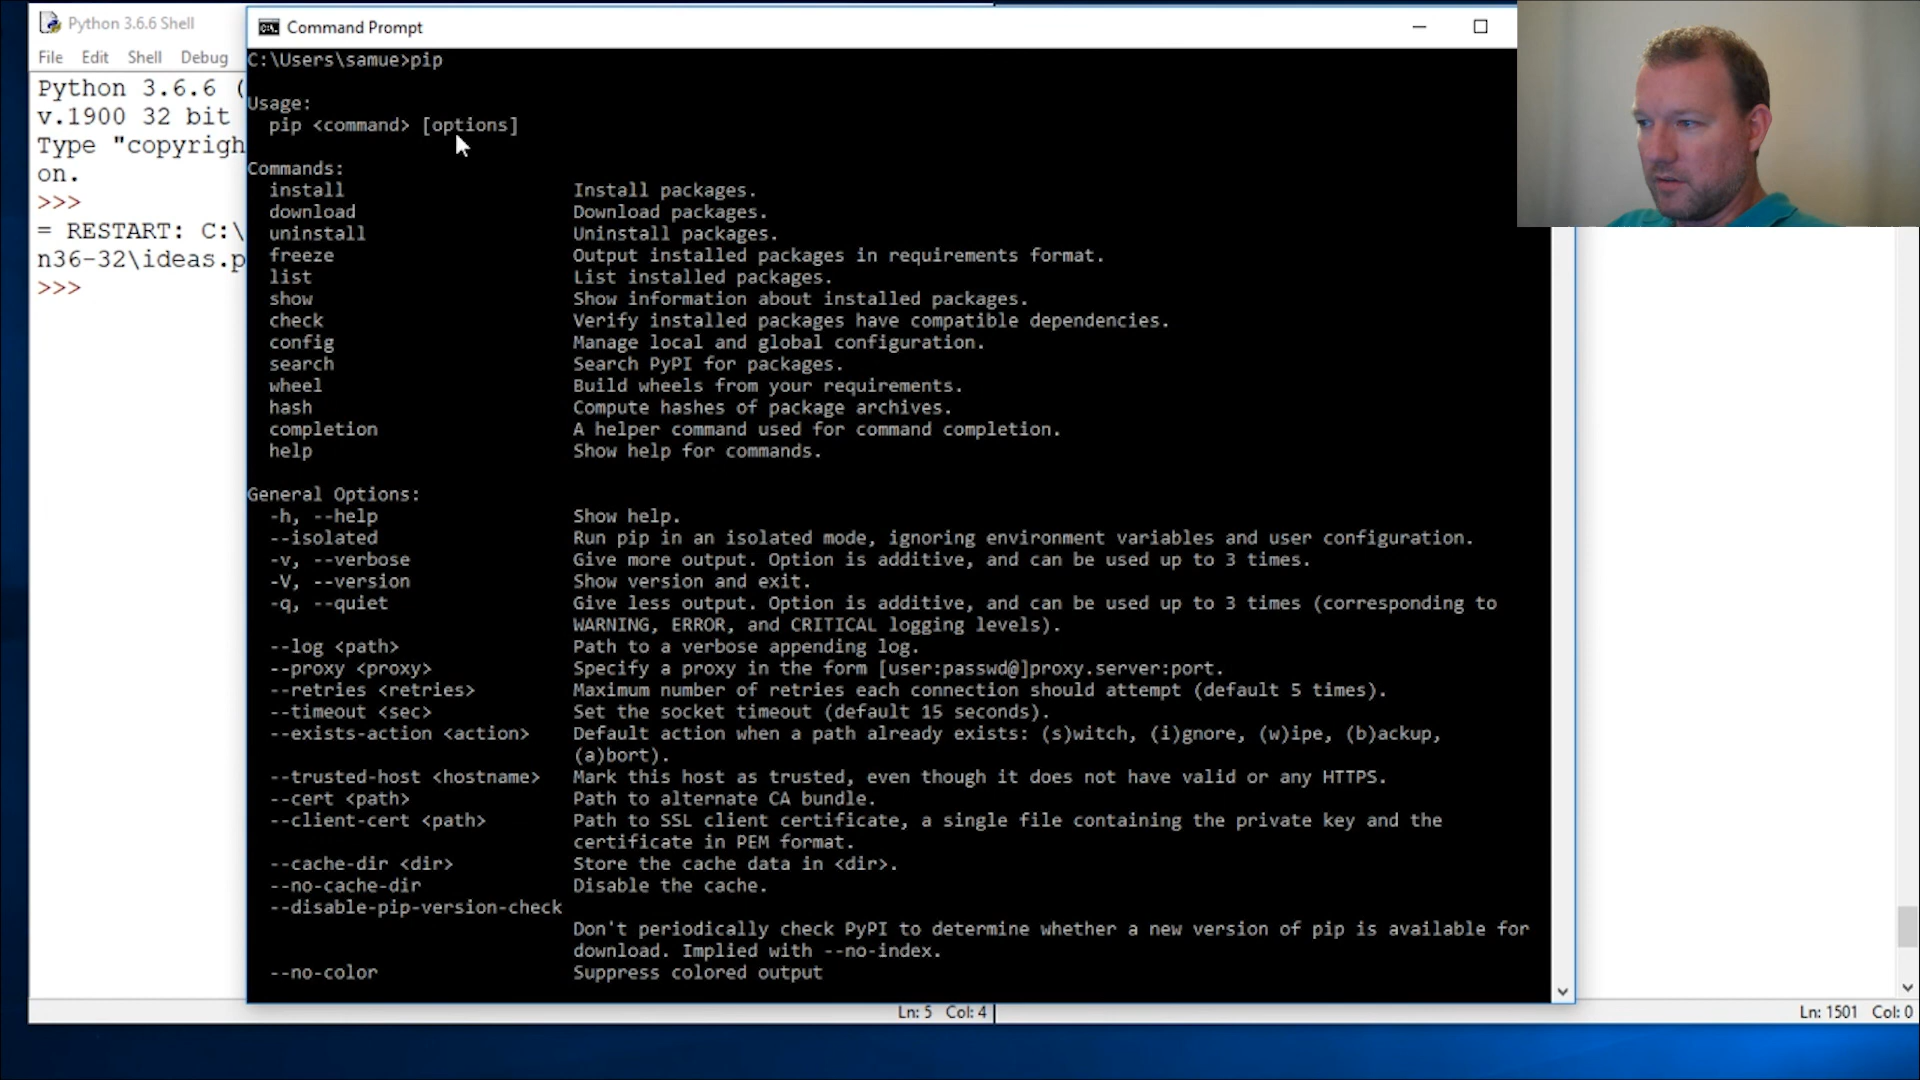 Python 3.6.6 Shell
File Edit Shell Debug
Python 3.6.6 (
v.1900 32 bit
Type "copyrigh
on.
>>>
= RESTART: C:\
n36-32\ideas.p
>>>
Command Prompt
C:\Users\samue>pip
Usage:
pip <command> [options]
Commands:
install Install packages.
download Download packages.
uninstall Uninstall packages.
freeze Output installed packages in requirements format.
list List installed packages.
show Show information about installed packages.
check Verify installed packages have compatible dependencies.
config Manage local and global configuration.
search Search PyPI for packages.
wheel Build wheels from your requirements.
hash Compute hashes of package archives.
completion A helper command used for command completion.
help Show help for commands.
General Options:
-h, --help Show help.
--isolated Run pip in an isolated mode, ignoring environment variables and user configuration.
-v, --verbose Give more output. Option is additive, and can be used up to 3 times.
-V, --version Show version and exit.
-q, --quiet Give less output. Option is additive, and can be used up to 3 times (corresponding to
WARNING, ERROR, and CRITICAL logging levels).
--log <path> Path to a verbose appending log.
--proxy <proxy> Specify a proxy in the form [user:passwd@]proxy.server:port.
--retries <retries> Maximum number of retries each connection should attempt (default 5 times).
--timeout <sec> Set the socket timeout (default 15 seconds).
--exists-action <action> Default action when a path already exists: (s)witch, (i)gnore, (w)ipe, (b)ackup,
(a)bort).
--trusted-host <hostname> Mark this host as trusted, even though it does not have valid or any HTTPS.
--cert <path> Path to alternate CA bundle.
--client-cert <path> Path to SSL client certificate, a single file containing the private key and the
certificate in PEM format.
--cache-dir <dir> Store the cache data in <dir>.
--no-cache-dir Disable the cache.
--disable-pip-version-check
Don't periodically check PyPI to determine whether a new version of pip is available for
download. Implied with --no-index.
--no-color Suppress colored output
Ln: 5 Col: 4
Ln: 1501 Col: 0